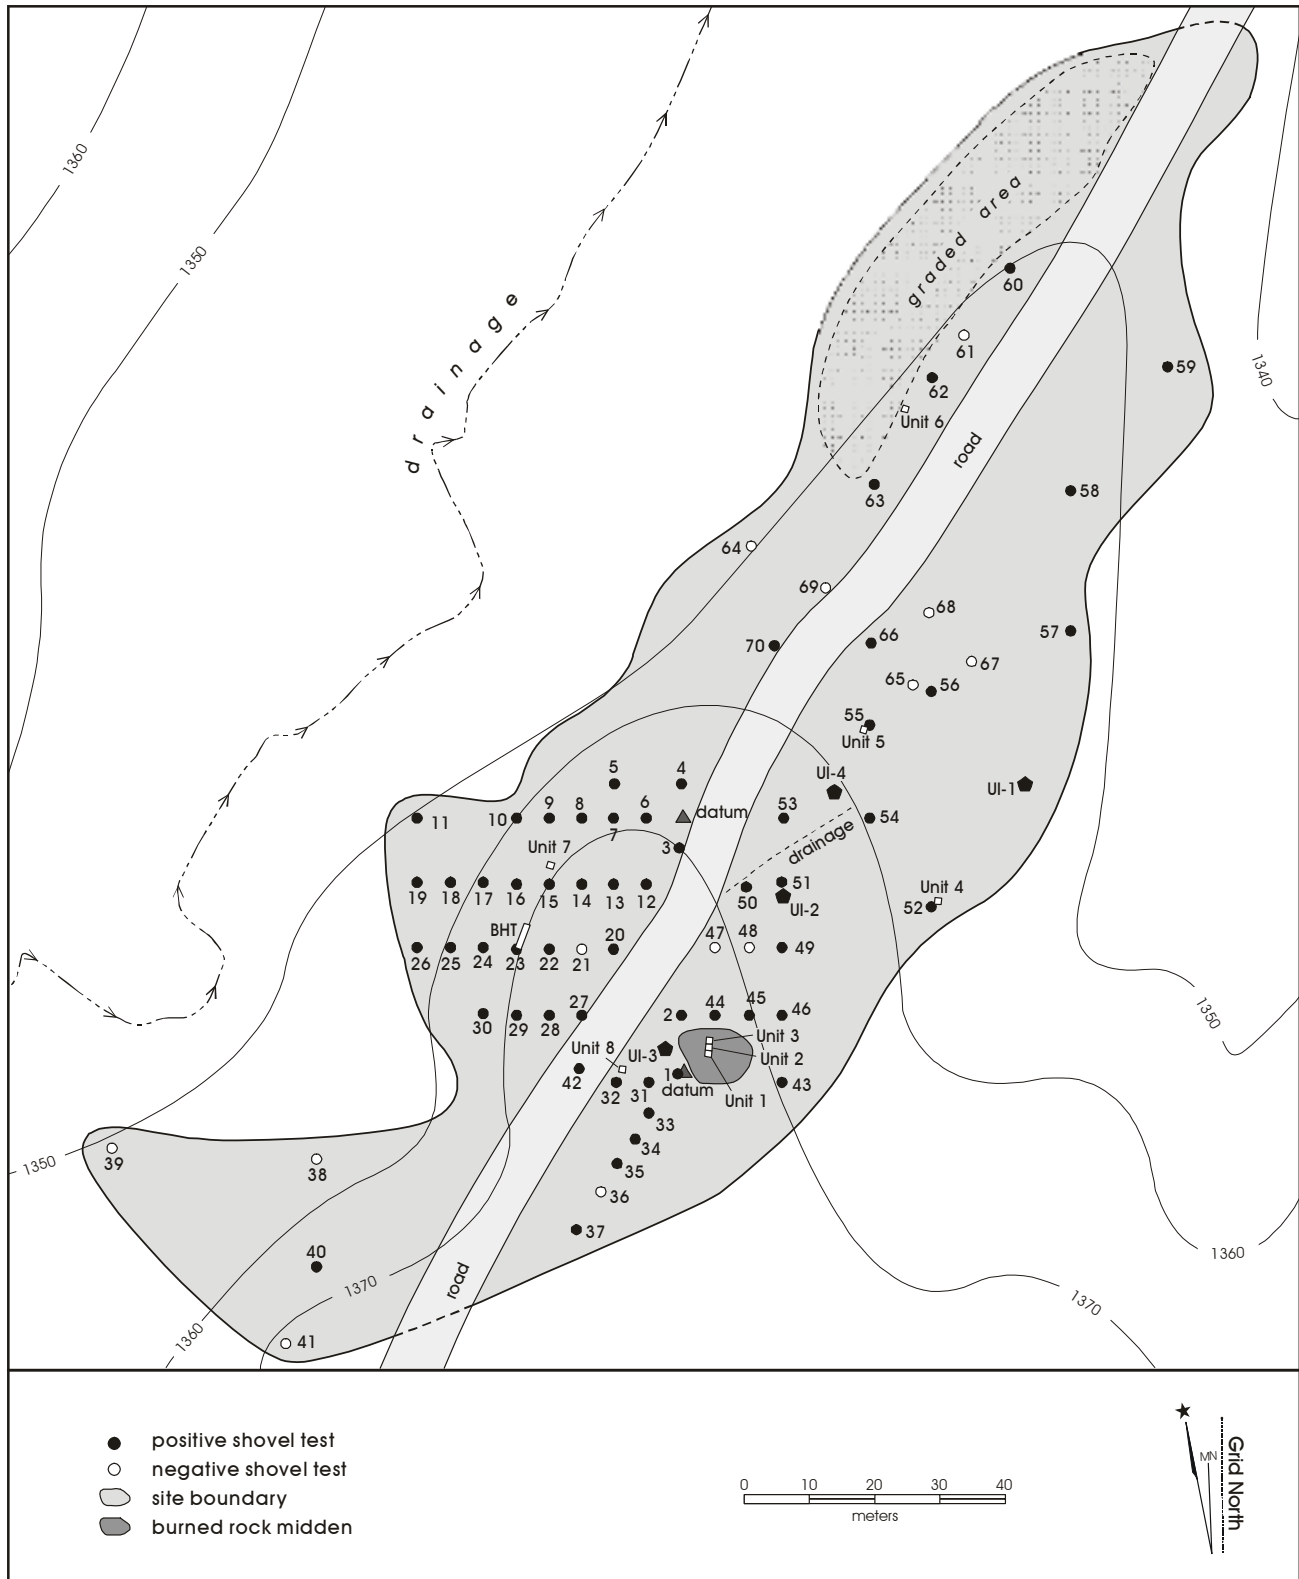 1360
1350
drainage
graded area
60
61
62
Unit 6
59
1340
road
63
58
64
69
68
57
70
66
67
65
56
55
Unit 5
UI-4
UI-1
5
4
9
8
6
datum
53
11
10
7
54
3
drainage
Unit 7
19
18
17
16
15
14
13
12
50
51
UI-2
Unit 4
52
BHT
20
47
48
49
26
25
24
23
22
21
27
44
45
46
30
29
28
2
1350
Unit 3
Unit 8
UI-3
Unit 2
42
32
31
1
datum
Unit 1
43
33
34
35
36
37
39
38
1350
40
1370
road
1360
41
1360
1370
positive shovel test
negative shovel test
site boundary
burned rock midden
0 10 20 30 40
meters
MN
Grid North